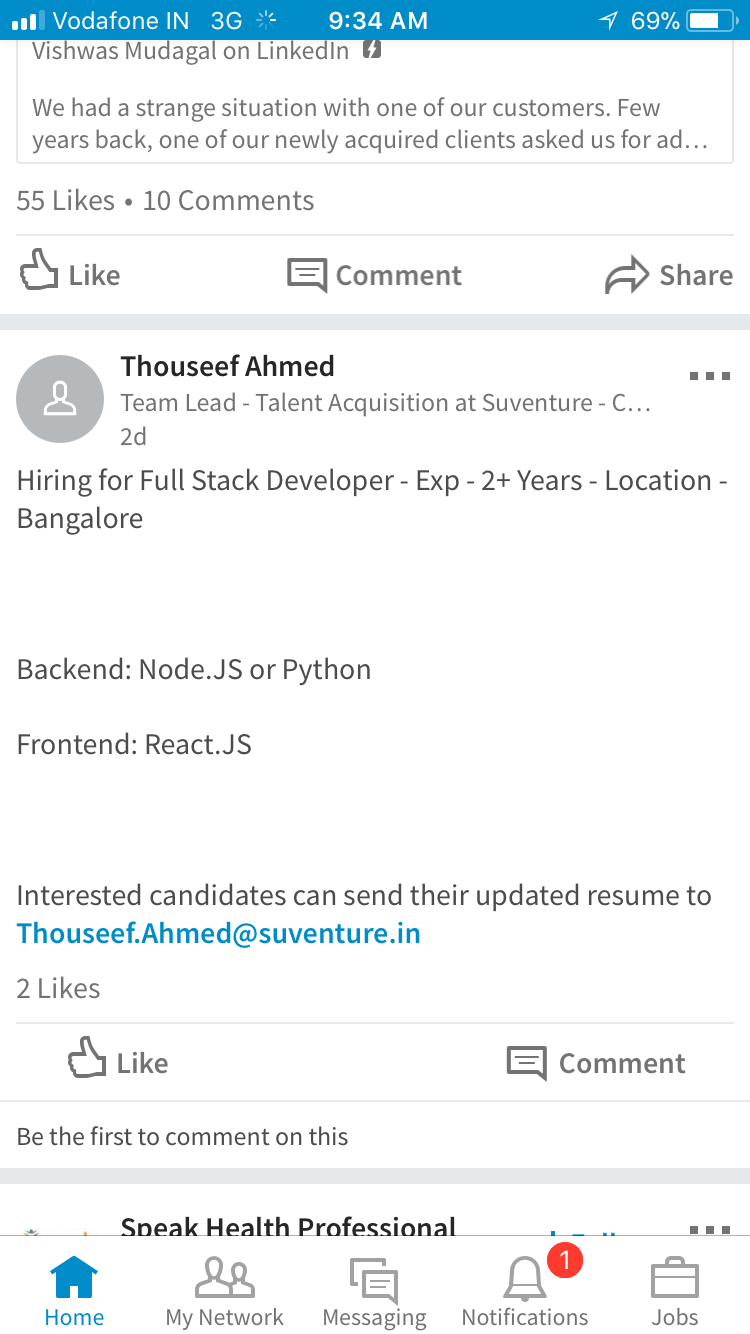 Vodafone IN 3G 9:34 AM 69%
Vishwas Mudagal on LinkedIn
We had a strange situation with one of our customers. Few
years back, one of our newly acquired clients asked us for ad...
55 Likes • 10 Comments
Like Comment Share
Thouseef Ahmed
Team Lead - Talent Acquisition at Suventure - C...
2d
Hiring for Full Stack Developer - Exp - 2+ Years - Location -
Bangalore
Backend: Node.JS or Python
Frontend: React.JS
Interested candidates can send their updated resume to
Thouseef.Ahmed@suventure.in
2 Likes
Like Comment
Be the first to comment on this
Speak Health Professional
1
Home My Network Messaging Notifications Jobs